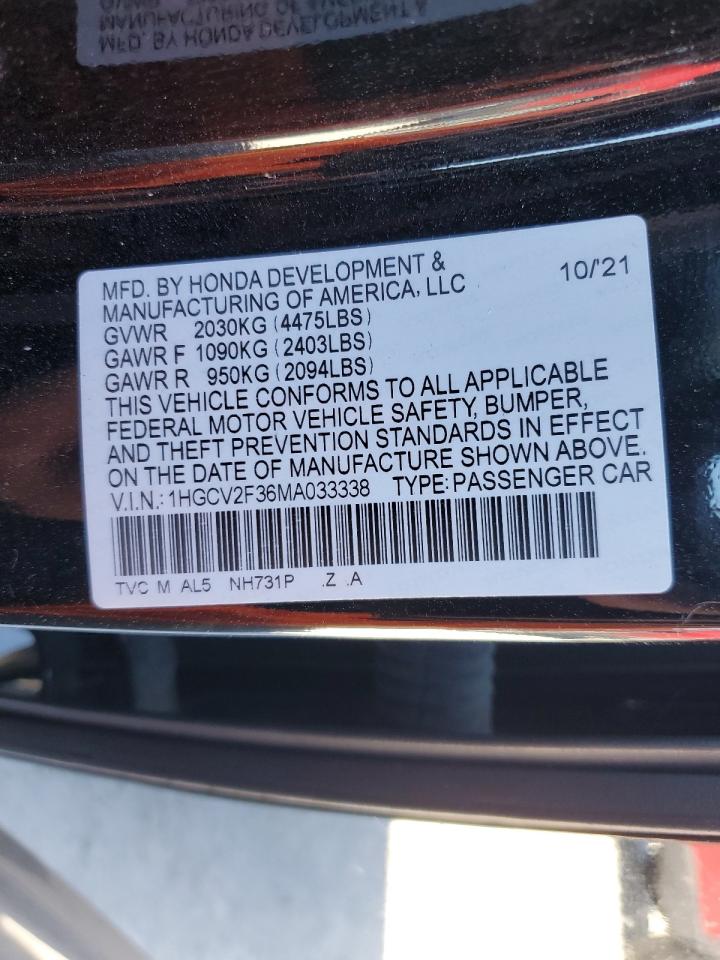 MFD. BY HONDA DEVELOPMENT &
MANUFACTURING OF AMERICA, LLC 10/'21
GVWR 2030KG (4475LBS)
GAWR F 1090KG (2403LBS)
GAWR R 950KG (2094LBS)
THIS VEHICLE CONFORMS TO ALL APPLICABLE
FEDERAL MOTOR VEHICLE SAFETY, BUMPER,
AND THEFT PREVENTION STANDARDS IN EFFECT
ON THE DATE OF MANUFACTURE SHOWN ABOVE.
V.I.N.: 1HGCV2F36MA033338 TYPE: PASSENGER CAR
TVC M AL5 NH731P .Z .A